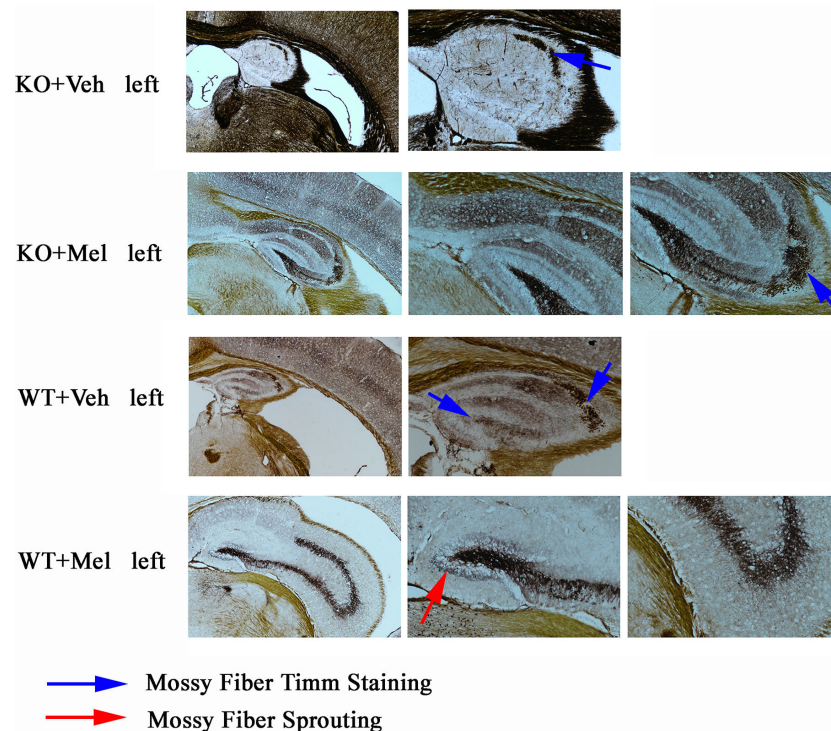 KO+Veh left
KO+Mel left
WT+Veh left
WT+Mel left
Mossy Fiber Timm Staining
Mossy Fiber Sprouting